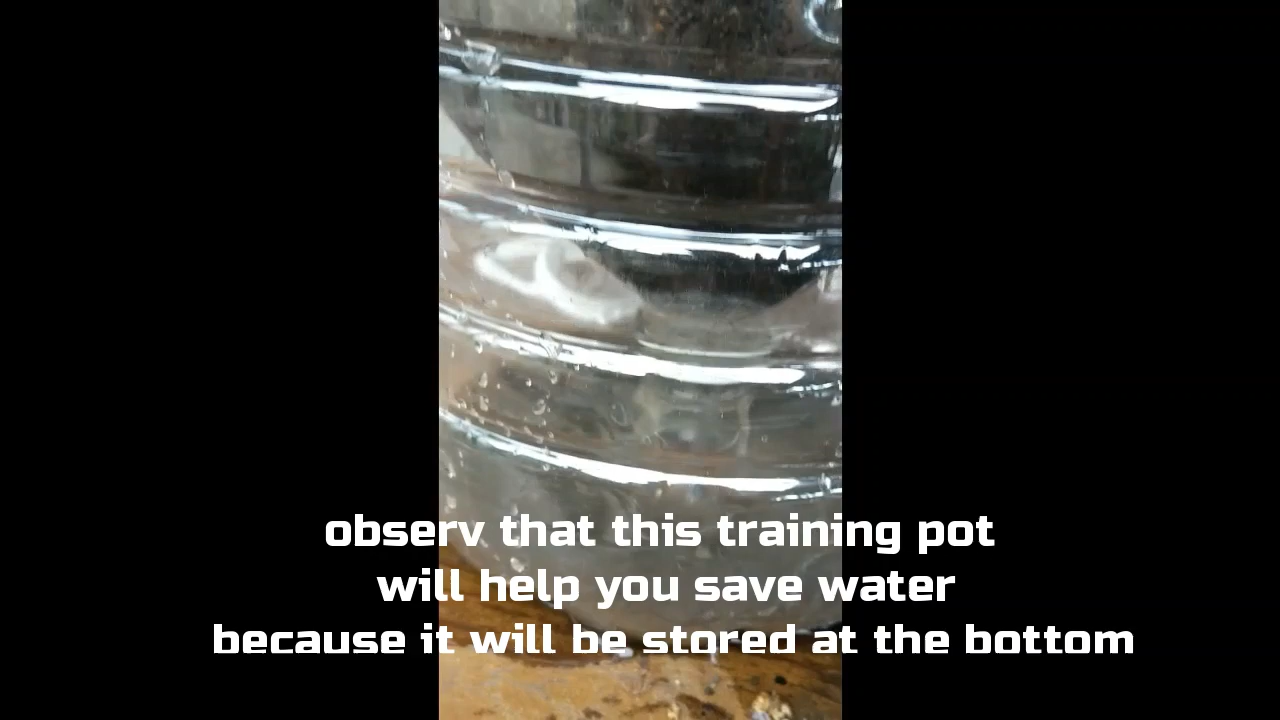 observ that this training pot
will help you save water
because it will be stored at the bottom